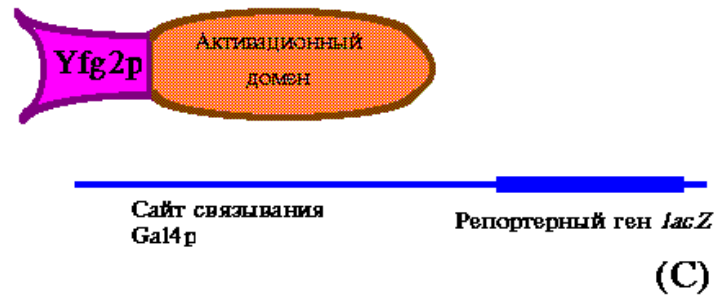 Yfg2p
Активационный
домен
Сайт связывания
Gal4p
Репортерный ген lacZ
(C)